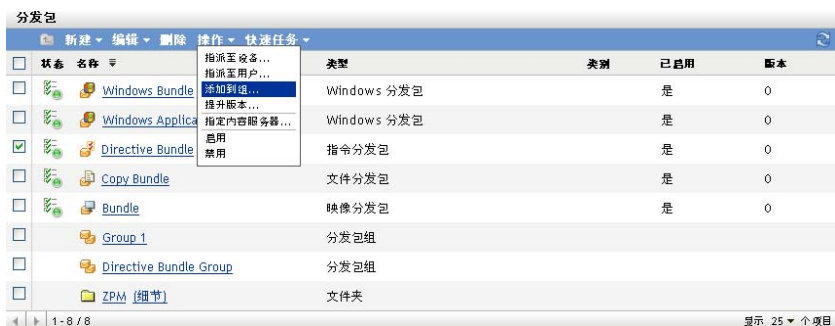 分发包
新建 编辑 删除 操作 快速任务
状态 名称 类型 类别 已启用 版本
指派至设备...
指派至用户...
添加到组...
提升版本...
指定内容服务器...
启用
禁用
Windows Bundle Windows 分发包 是 0
Windows Applica Windows 分发包 是 0
Directive Bundle 指令分发包 是 0
Copy Bundle 文件分发包 是 0
Bundle 映像分发包 是 0
Group 1 分发包组
Directive Bundle Group 分发包组
ZPM (细节) 文件夹
1 - 8 / 8 显示 25 个项目